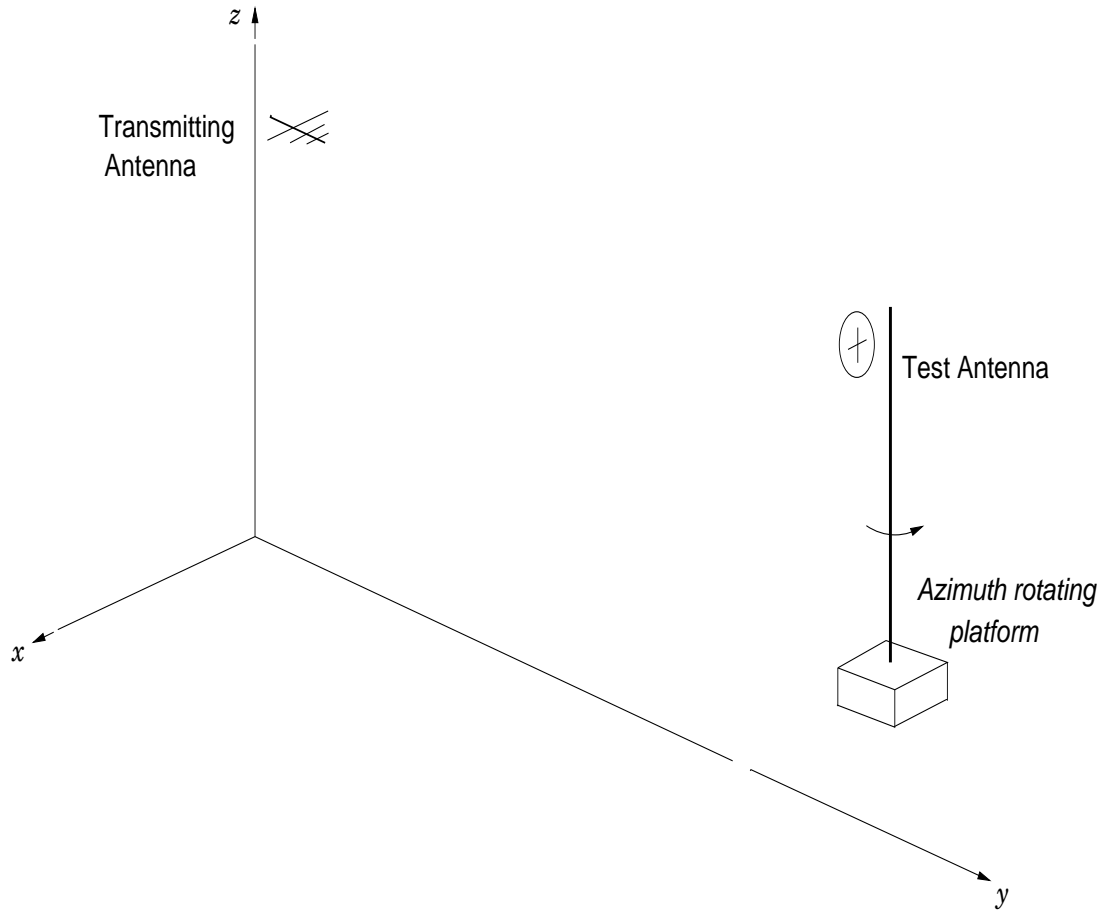 z
Transmitting
Antenna
Test Antenna
Azimuth rotating
platform
x
y